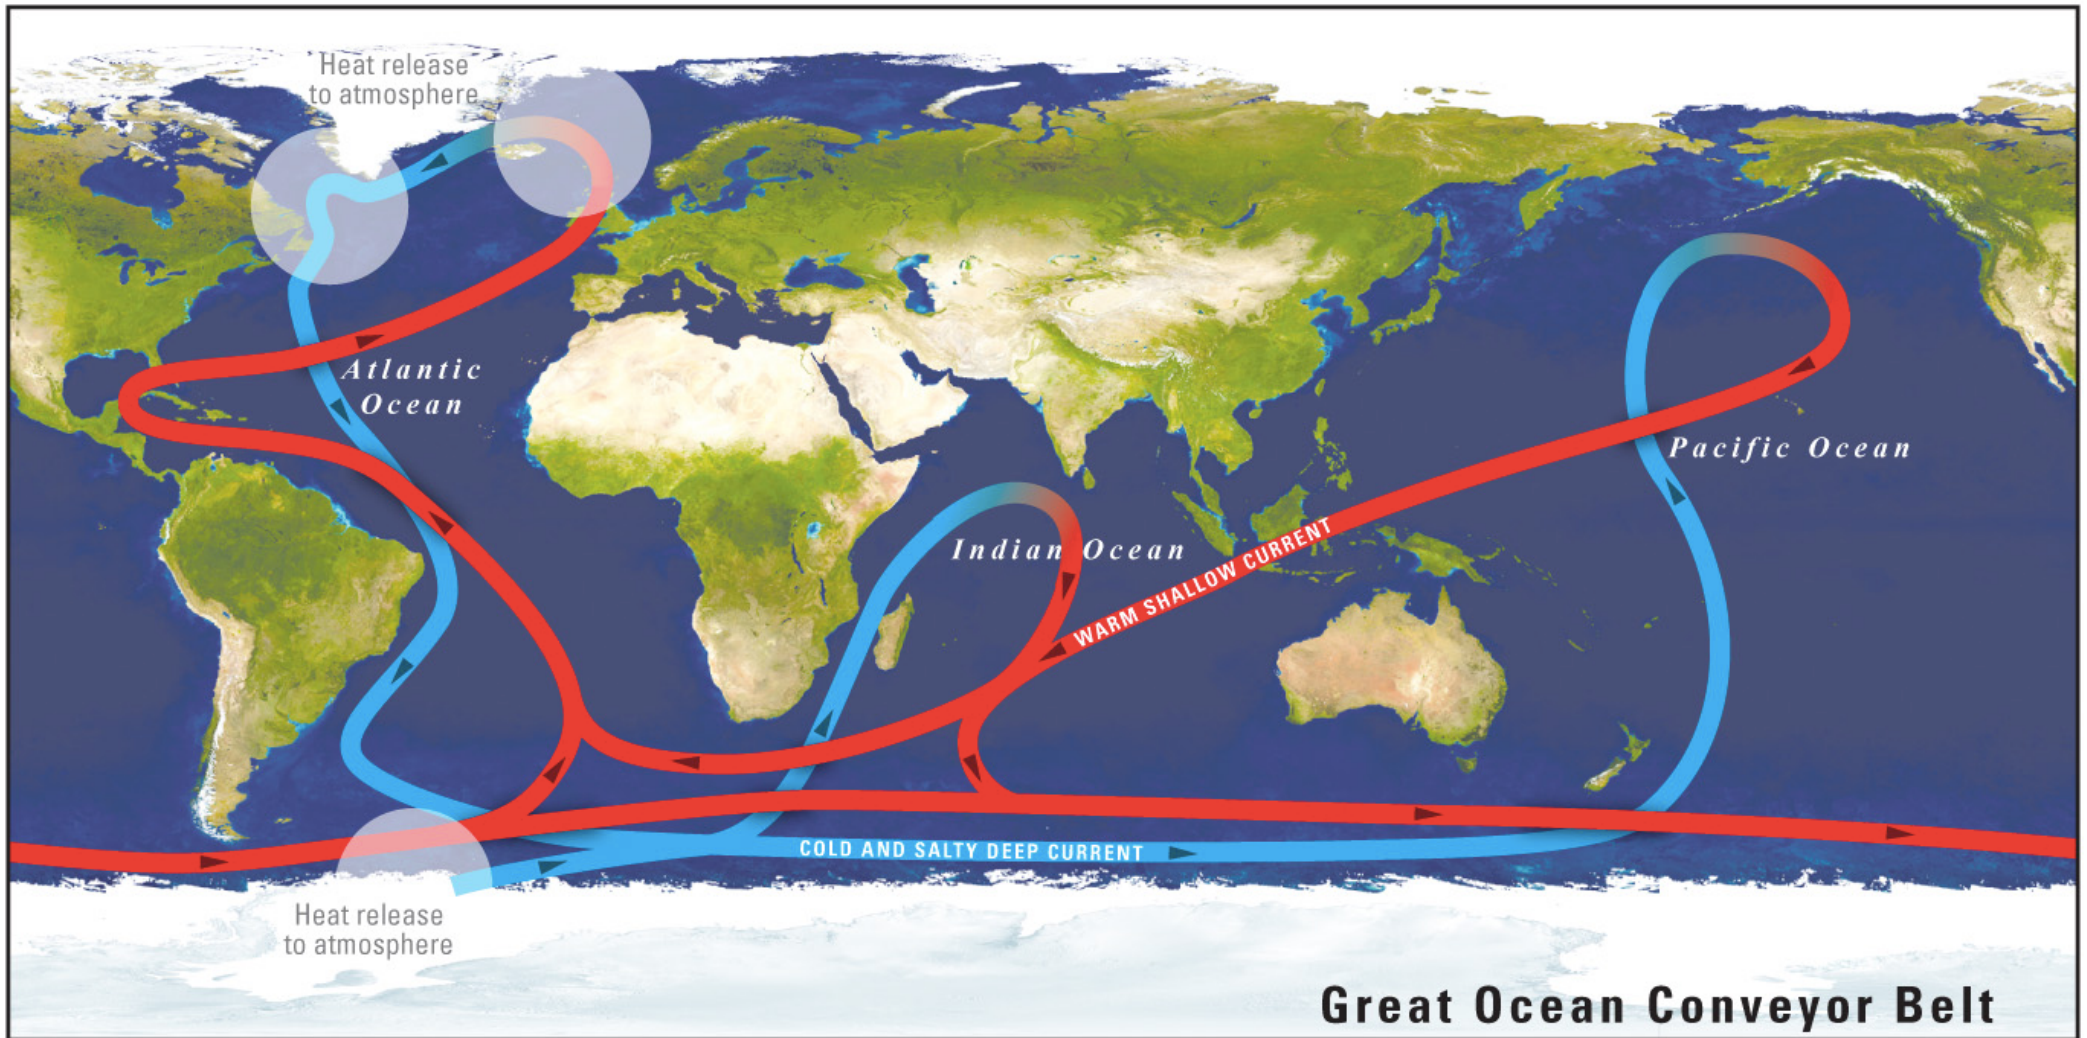 Heat release
to atmosphere
Atlantic
Ocean
Pacific Ocean
Indian Ocean
WARM SHALLOW CURRENT
COLD AND SALTY DEEP CURRENT
Heat release
to atmosphere
Great Ocean Conveyor Belt